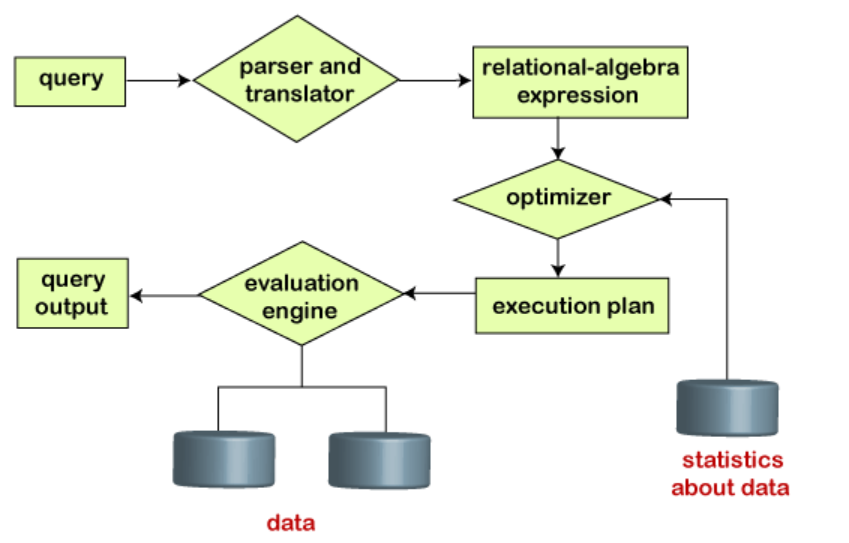 query
parser and
translator
relational-algebra
expression
optimizer
query
output
evaluation
engine
execution plan
statistics
about data
data